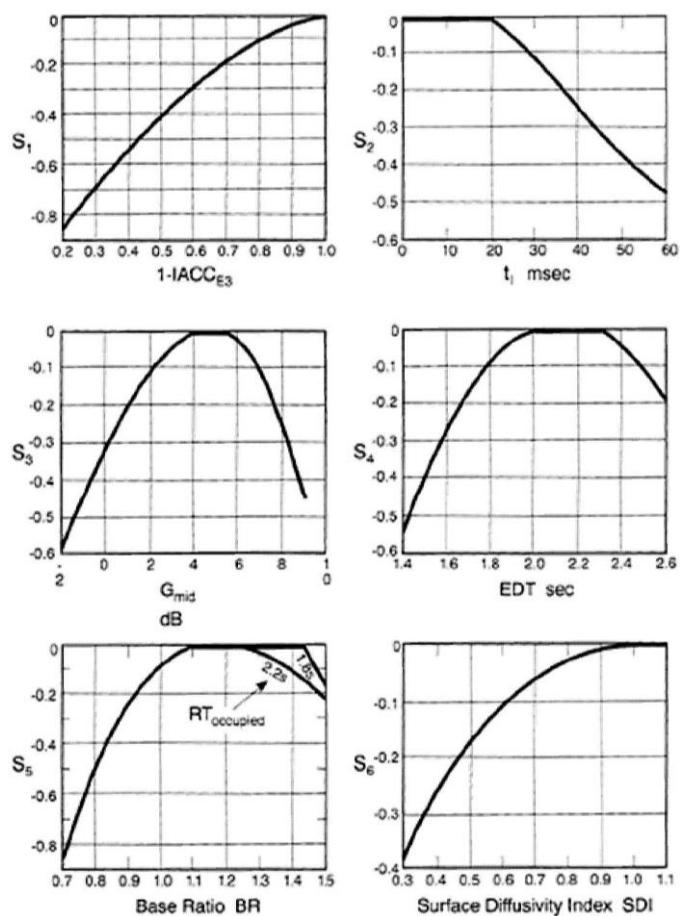 0
-0.2
-0.4
-0.6
-0.8
S1
0.2 0.3 0.4 0.5 0.6 0.7 0.8 0.9 1.0
1-IACCE3
0
-0.1
-0.2
-0.3
-0.4
-0.5
-0.6
S2
0 10 20 30 40 50 60
tI msec
0
-0.1
-0.2
-0.3
-0.4
-0.5
-0.6
S3
-2 0 2 4 6 8 10
Gmid
dB
0
-0.1
-0.2
-0.3
-0.4
-0.5
-0.6
S4
1.4 1.6 1.8 2.0 2.2 2.4 2.6
EDT sec
0
-0.2
-0.4
-0.6
-0.8
S5
2.2s
1.8s
RToccupied
0.7 0.8 0.9 1.0 1.1 1.2 1.3 1.4 1.5
Base Ratio BR
0
-0.1
-0.2
-0.3
-0.4
S6
0.3 0.4 0.5 0.6 0.7 0.8 0.9 1.0 1.1
Surface Diffusivity Index SDI